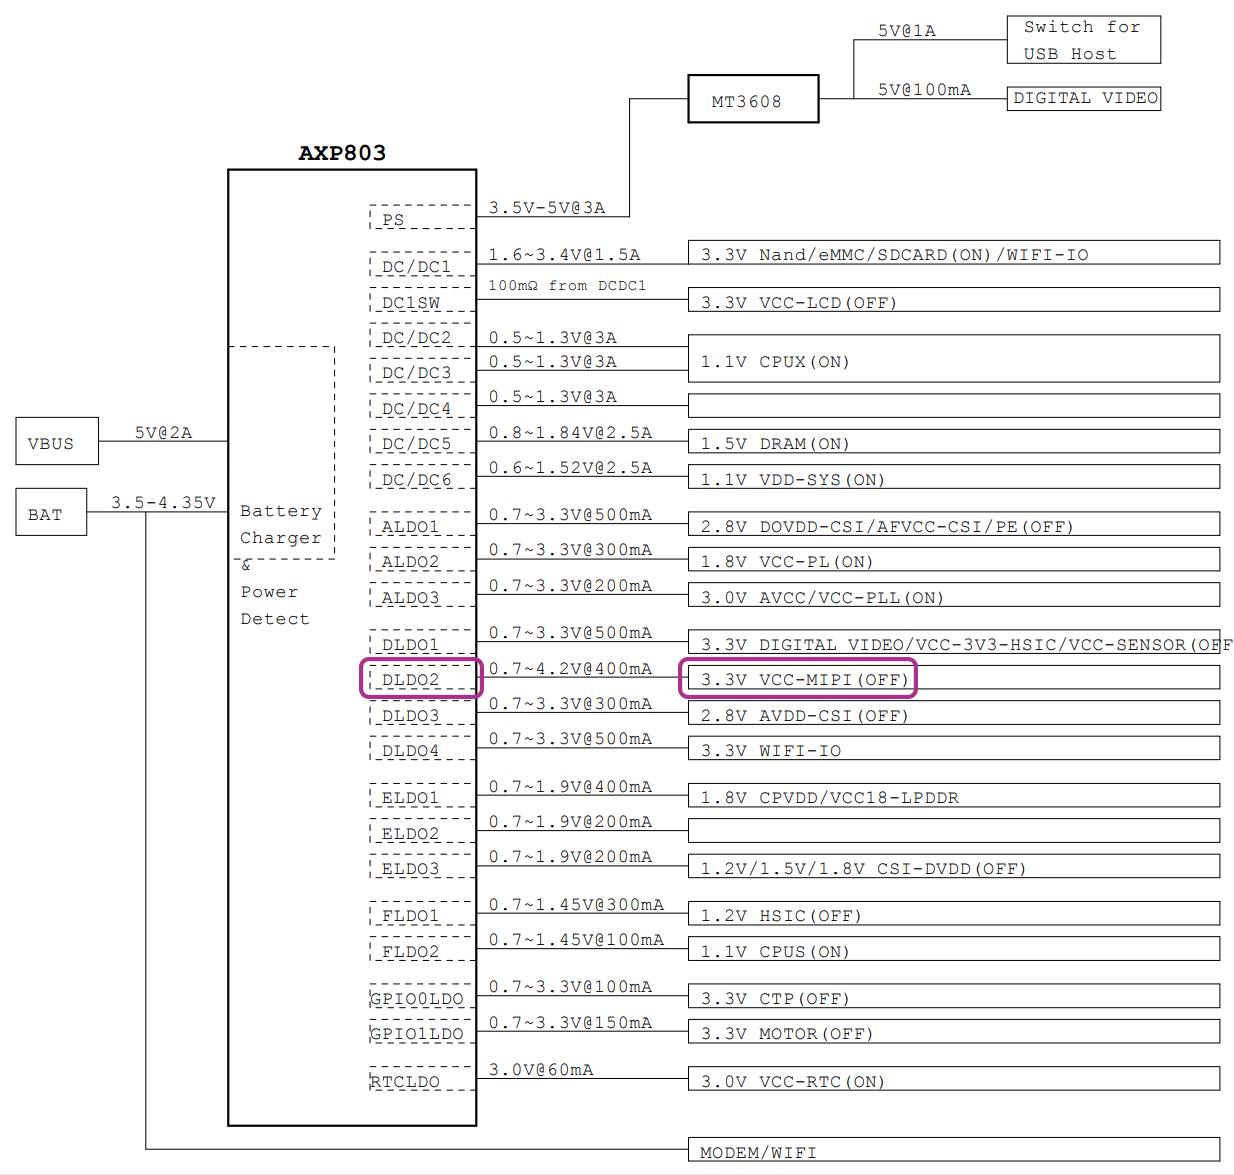 5V@1A
Switch for
USB Host
MT3608
5V@100mA
DIGITAL VIDEO
AXP803
PS
3.5V-5V@3A
DC/DC1
1.6~3.4V@1.5A
3.3V Nand/eMMC/SDCARD(ON)/WIFI-IO
DC1SW
100mΩ from DCDC1
3.3V VCC-LCD(OFF)
DC/DC2
0.5~1.3V@3A
DC/DC3
0.5~1.3V@3A
1.1V CPUX(ON)
DC/DC4
0.5~1.3V@3A
VBUS
5V@2A
DC/DC5
0.8~1.84V@2.5A
1.5V DRAM(ON)
DC/DC6
0.6~1.52V@2.5A
1.1V VDD-SYS(ON)
BAT
3.5-4.35V
Battery
Charger
&
Power
Detect
ALDO1
0.7~3.3V@500mA
2.8V DOVDD-CSI/AFVCC-CSI/PE(OFF)
ALDO2
0.7~3.3V@300mA
1.8V VCC-PL(ON)
ALDO3
0.7~3.3V@200mA
3.0V AVCC/VCC-PLL(ON)
DLDO1
0.7~3.3V@500mA
3.3V DIGITAL VIDEO/VCC-3V3-HSIC/VCC-SENSOR(OFF
DLDO2
0.7~4.2V@400mA
3.3V VCC-MIPI(OFF)
DLDO3
0.7~3.3V@300mA
2.8V AVDD-CSI(OFF)
DLDO4
0.7~3.3V@500mA
3.3V WIFI-IO
ELDO1
0.7~1.9V@400mA
1.8V CPVDD/VCC18-LPDDR
ELDO2
0.7~1.9V@200mA
ELDO3
0.7~1.9V@200mA
1.2V/1.5V/1.8V CSI-DVDD(OFF)
FLDO1
0.7~1.45V@300mA
1.2V HSIC(OFF)
FLDO2
0.7~1.45V@100mA
1.1V CPUS(ON)
GPIO0LDO
0.7~3.3V@100mA
3.3V CTP(OFF)
GPIO1LDO
0.7~3.3V@150mA
3.3V MOTOR(OFF)
RTCLDO
3.0V@60mA
3.0V VCC-RTC(ON)
MODEM/WIFI